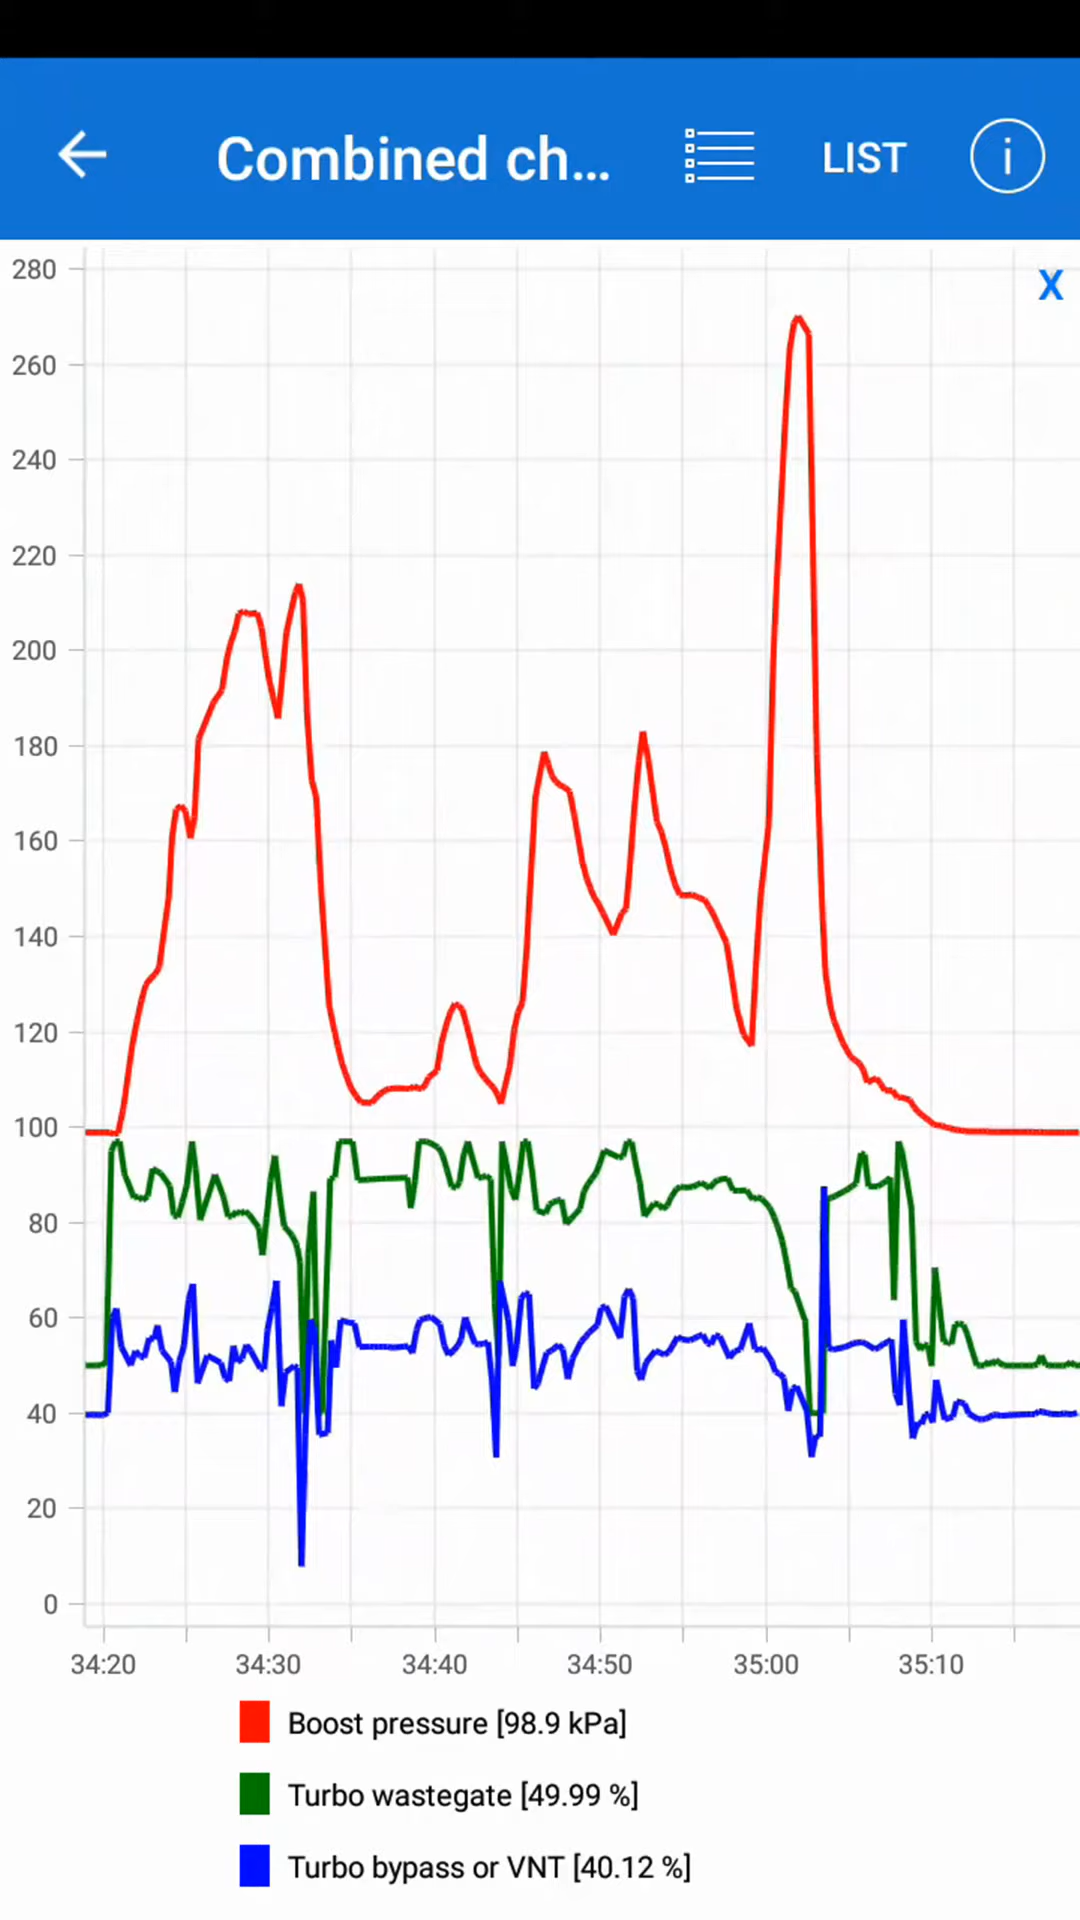 Combined ch... LIST i
X
280
260
240
220
200
180
160
140
120
100
80
60
40
20
0
34:20 34:30 34:40 34:50 35:00 35:10
Boost pressure [98.9 kPa]
Turbo wastegate [49.99 %]
Turbo bypass or VNT [40.12 %]